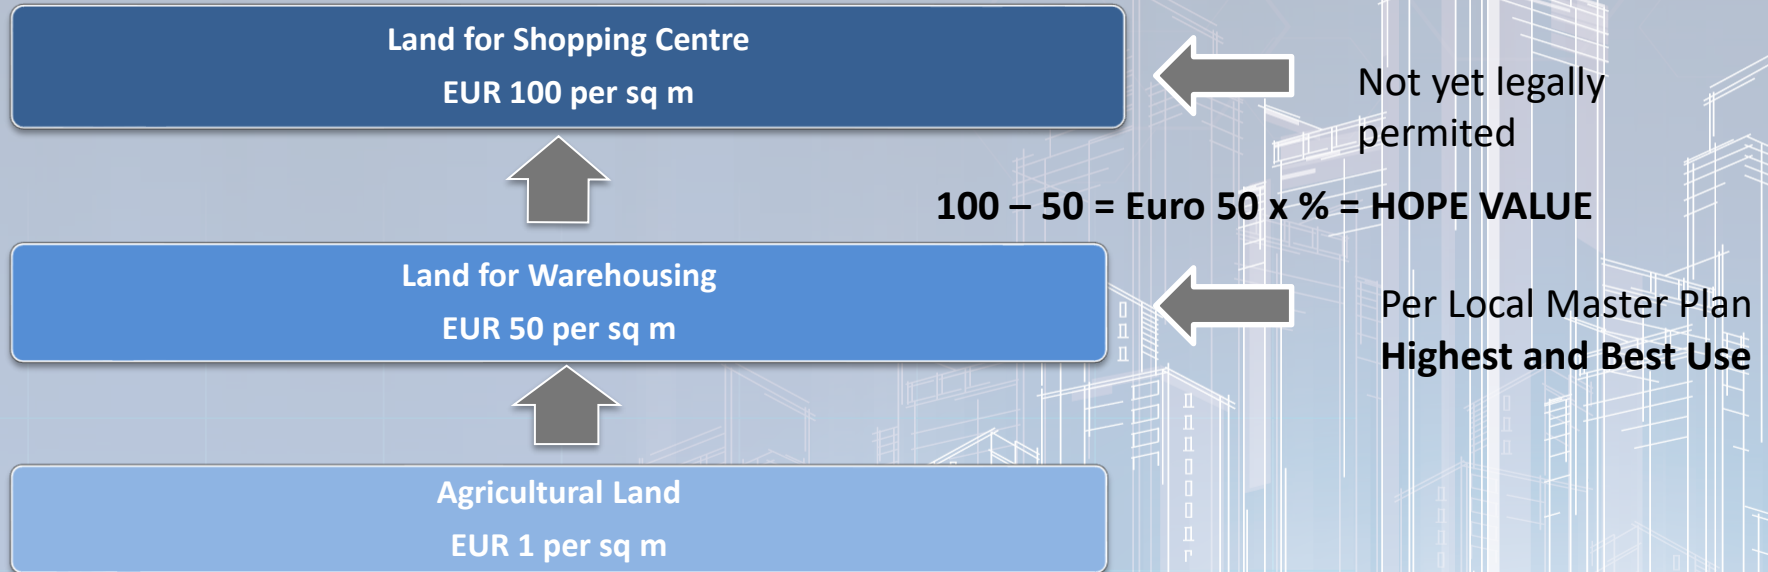 Land for Shopping Centre
EUR 100 per sq m
Not yet legally
permited
100 – 50 = Euro 50 x % = HOPE VALUE
Land for Warehousing
EUR 50 per sq m
Per Local Master Plan
Highest and Best Use
Agricultural Land
EUR 1 per sq m